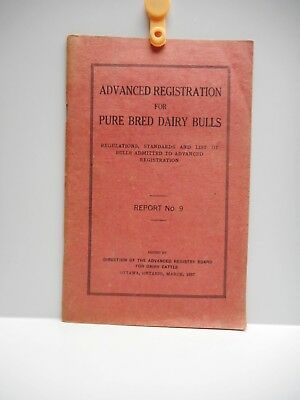 ADVANCED REGISTRATION
FOR
PURE BRED DAIRY BULLS
REGULATIONS, STANDARDS AND LIST OF
BULLS ADMITTED TO ADVANCED
REGISTRATION
REPORT No. 9
ISSUED BY
DIRECTION OF THE ADVANCED REGISTRY BOARD
FOR DAIRY CATTLE
OTTAWA, ONTARIO, MARCH, 1937